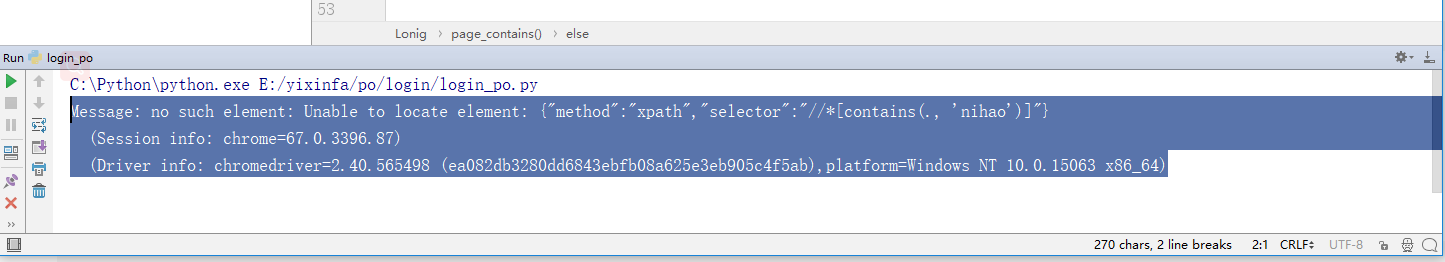 53
Lonig › page_contains() › else
Run login_po
C:\Python\python.exe E:/yixinfa/po/login/login_po.py
Message: no such element: Unable to locate element: {"method":"xpath","selector":"//*[contains(., 'nihao')]"}
(Session info: chrome=67.0.3396.87)
(Driver info: chromedriver=2.40.565498 (ea082db3280dd6843ebfb08a625e3eb905c4f5ab),platform=Windows NT 10.0.15063 x86_64)
270 chars, 2 line breaks 2:1 CRLF UTF-8